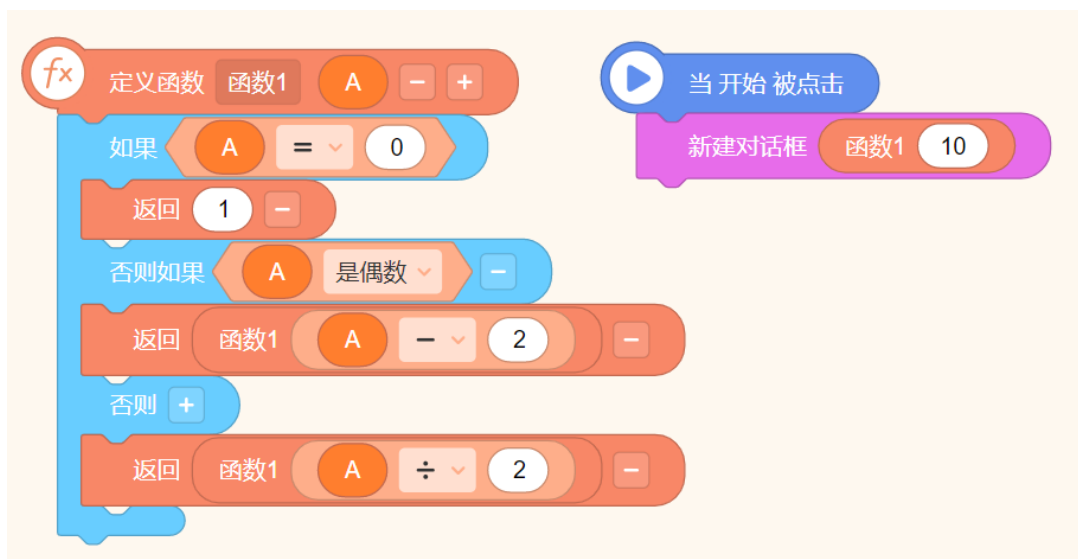 定义函数 函数1 A − +
如果 A = 0
返回 1 −
否则如果 A 是偶数 −
返回 函数1 A − 2 −
否则 +
返回 函数1 A ÷ 2 −
当 开始 被点击
新建对话框 函数1 10